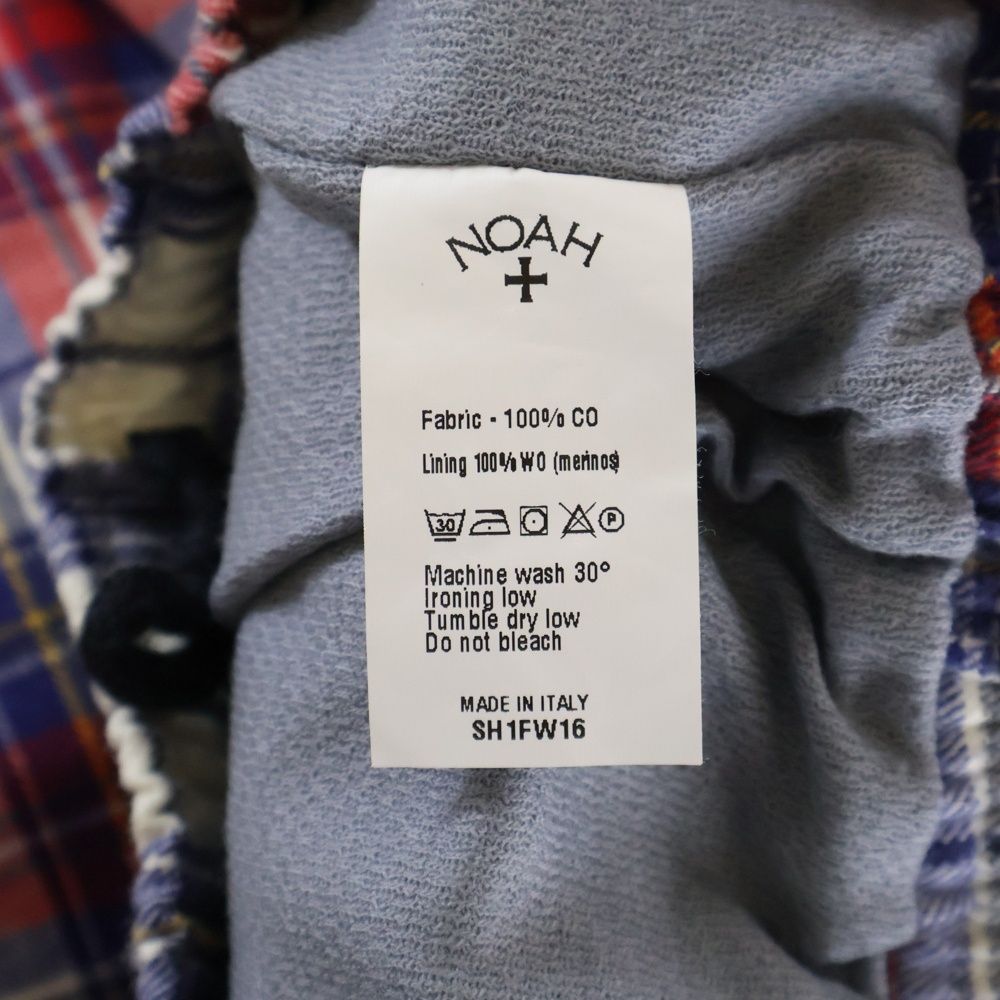 NOAH
Fabric - 100% CO
Lining 100% WO (merinos)
30 P
Machine wash 30°
Ironing low
Tumble dry low
Do not bleach
MADE IN ITALY
SH1FW16